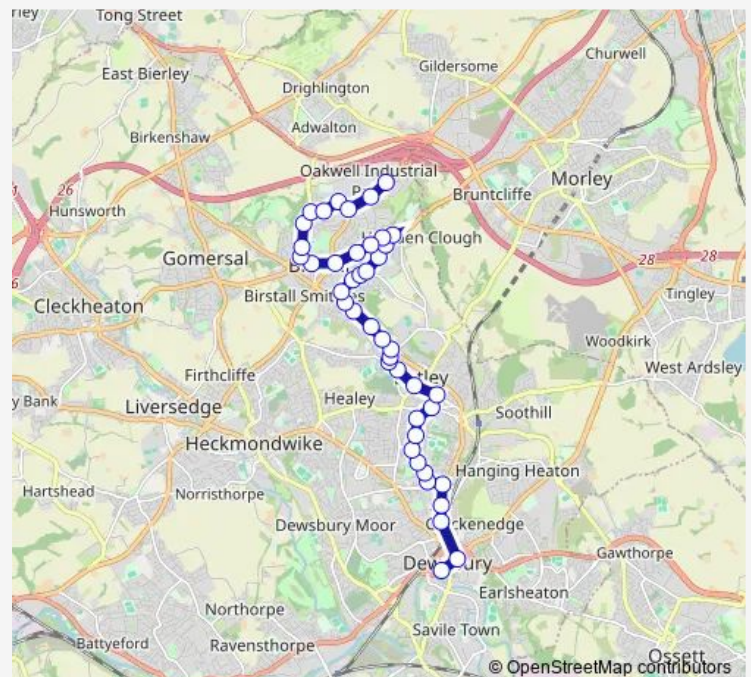 Tong Street
Churwell
Gildersome
East Bierley
Drighlington
Adwalton
Birkenshaw
Oakwell Industrial
Morley
26
Bruntcliffe
Hunsworth
Clough
Gomersal
28
28
Birstall
Tingley
Cleckheaton
Woodkirk
West Ardsley
Firthcliffe
Healey
Liversedge
Soothill
Heckmondwike
Hanging Heaton
Hartshead
Norristhorpe
Dewsbury Moor
Gawthorpe
Earlsheaton
Northorpe
Savile Town
Battyeford
Ravensthorpe
Ossett
© OpenStreetMap contributors